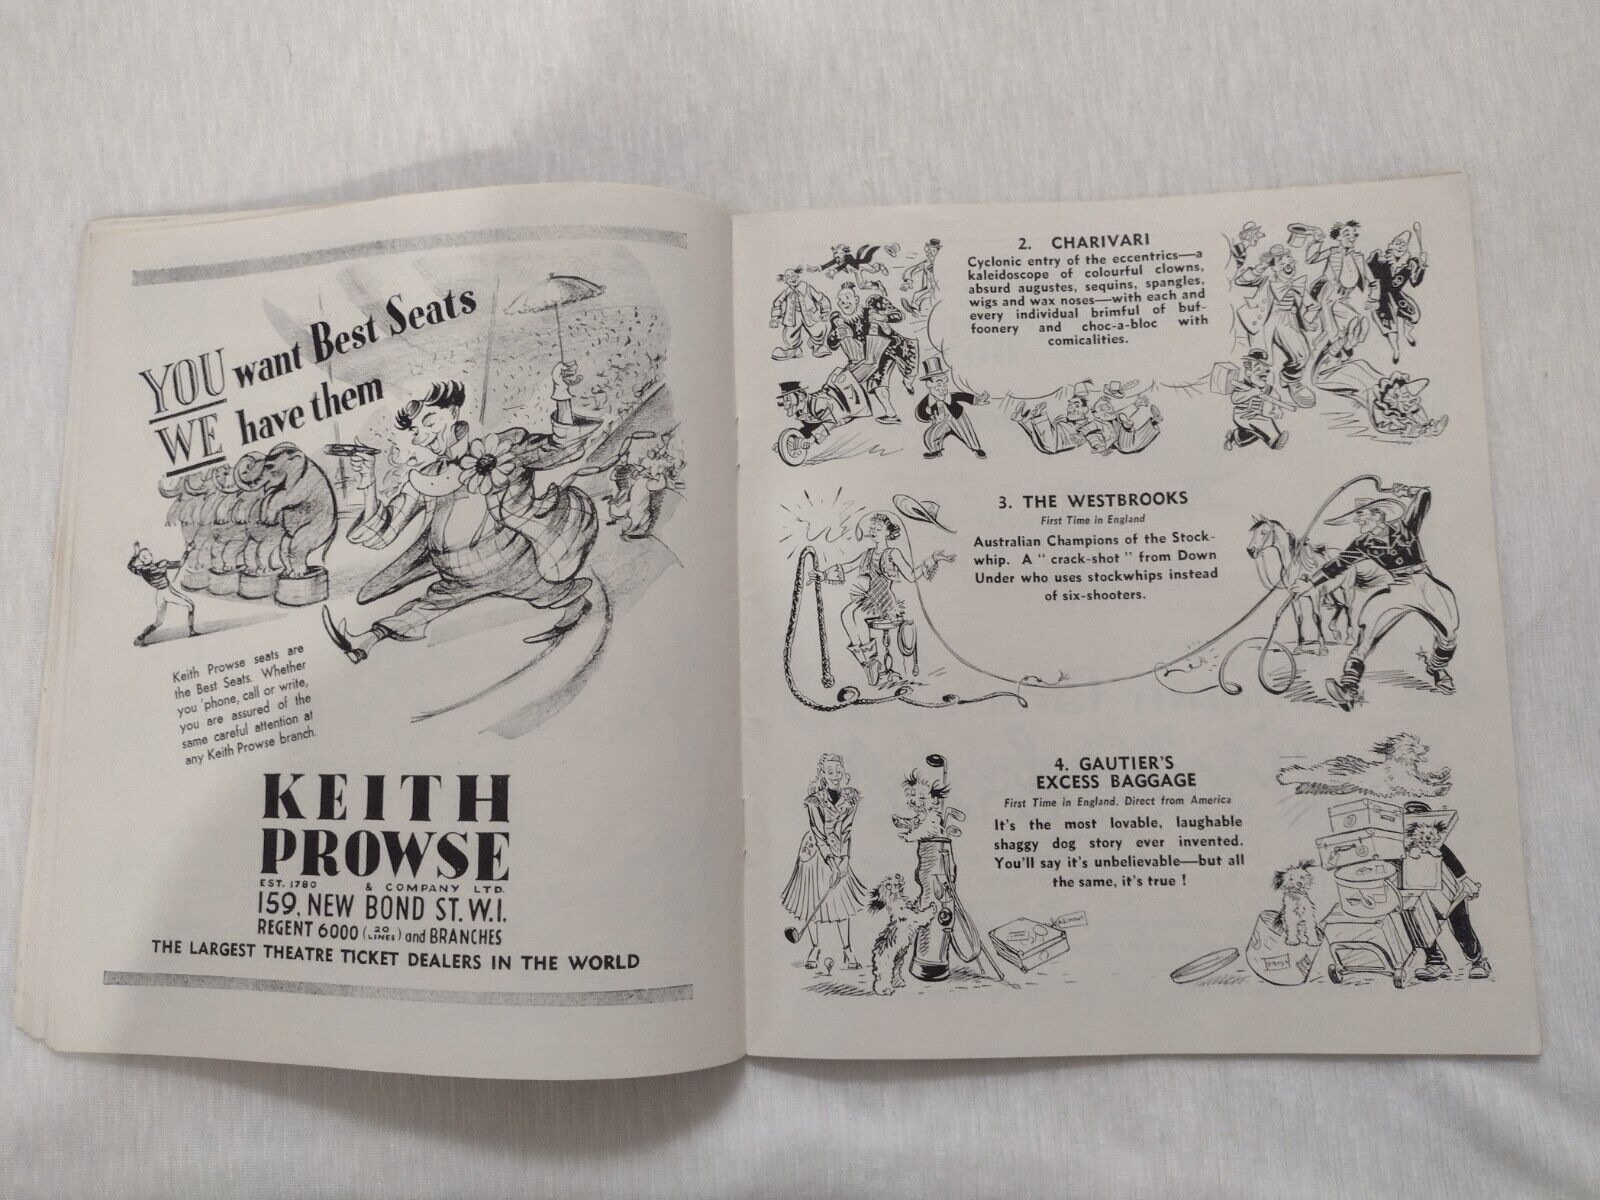 YOU want Best Seats
WE have them
Keith Prowse seats are
the Best Seats. Whether
you 'phone, call or write,
you are assured of the
same careful attention at
any Keith Prowse branch.
KEITH
PROWSE
EST. 1780 & COMPANY LTD.
159, NEW BOND ST. W.1.
REGENT 6000 (20 LINES) and BRANCHES
THE LARGEST THEATRE TICKET DEALERS IN THE WORLD
2. CHARIVARI
Cyclonic entry of the eccentrics—a
kaleidoscope of colourful clowns,
absurd augustes, sequins, spangles,
wigs and wax noses—with each and
every individual brimful of buf-
foonery and choc-a-bloc with
comicalities.
3. THE WESTBROOKS
First Time in England
Australian Champions of the Stock-
whip. A " crack-shot " from Down
Under who uses stockwhips instead
of six-shooters.
4. GAUTIER'S
EXCESS BAGGAGE
First Time in England. Direct from America
It's the most lovable, laughable
shaggy dog story ever invented.
You'll say it's unbelievable—but all
the same, it's true !